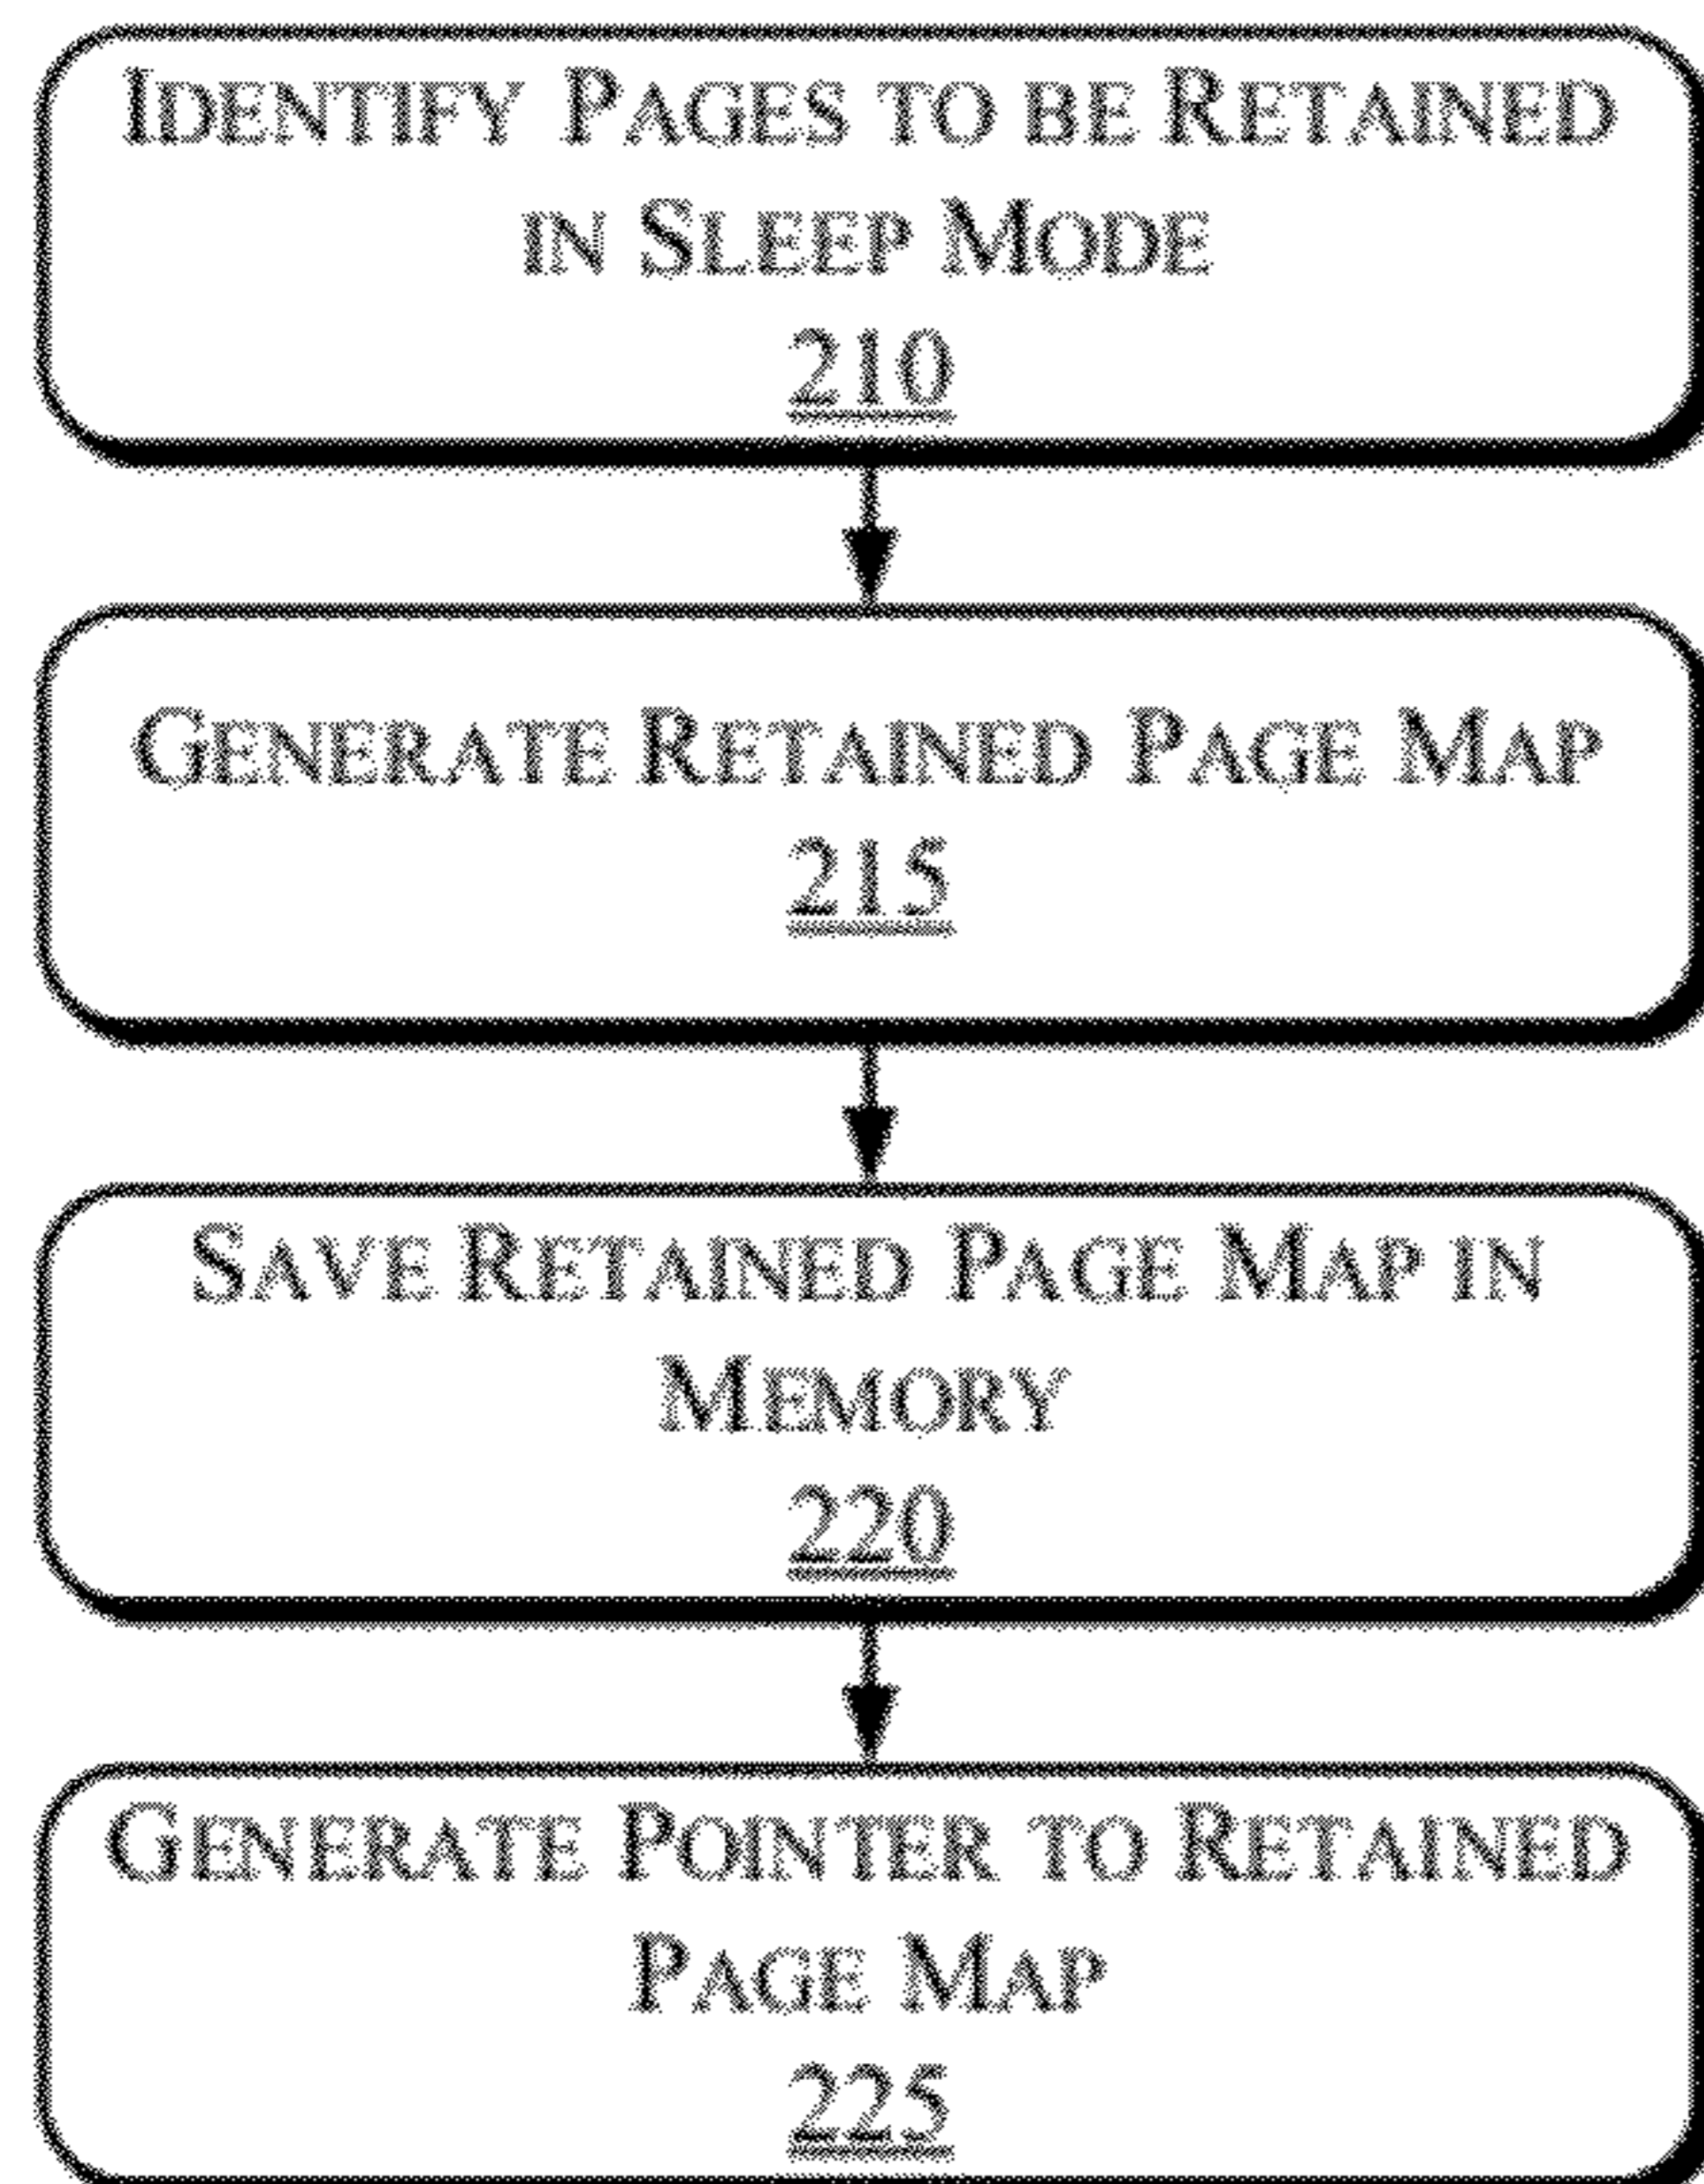 IDENTIFY PAGES TO BE RETAINED
IN SLEEP MODE
210
GENERATE RETAINED PAGE MAP
215
SAVE RETAINED PAGE MAP IN
MEMORY
220
GENERATE POINTER TO RETAINED
PAGE MAP
225